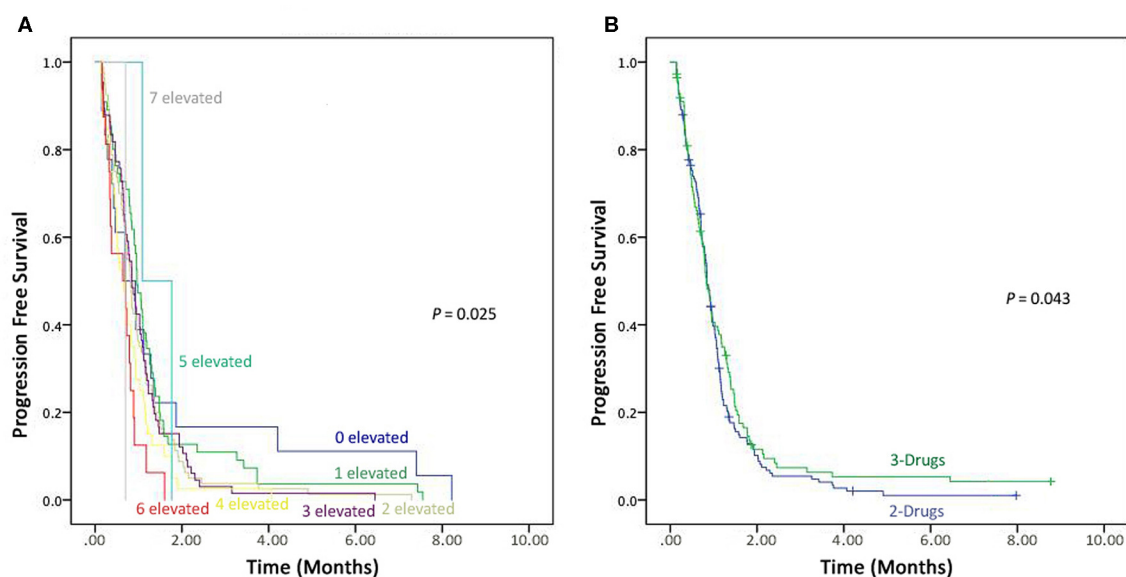 A
Progression Free Survival
1.0
0.8
0.6
0.4
0.2
0.0
7 elevated
P = 0.025
5 elevated
0 elevated
1 elevated
6 elevated
4 elevated
3 elevated
2 elevated
.00
2.00
4.00
6.00
8.00
10.00
Time (Months)
B
Progression Free Survival
1.0
0.8
0.6
0.4
0.2
0.0
P = 0.043
3-Drugs
2-Drugs
.00
2.00
4.00
6.00
8.00
10.00
Time (Months)